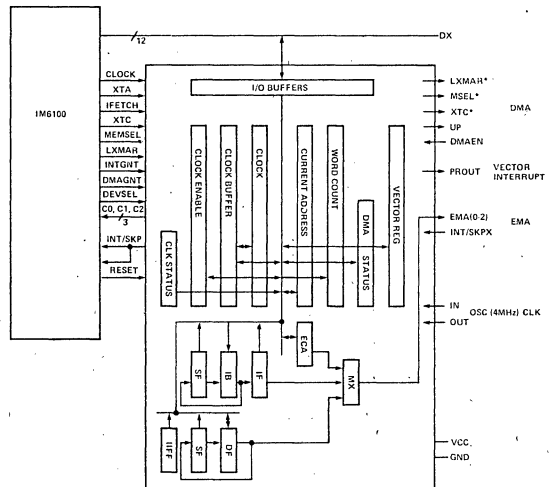 IM6100
12
DX
CLOCK
XTA
IFETCH
XTC
MEMSEL
LXMAR
INTGNT
DMAGNT
DEVSEL
C0, C1, C2
3
INT/SKP
RESET
I/O BUFFERS
CLK STATUS
CLOCK ENABLE
CLOCK BUFFER
CLOCK
CURRENT ADDRESS
WORD COUNT
DMA STATUS
VECTOR REG
LXMAR*
MSEL*
XTC*
DMA
UP
DMAEN
PROUT
VECTOR
INTERRUPT
EMA(0-2)
EMA
INT/SKPX
IN
OSC (4MHz) CLK
OUT
ECA
SF
IB
IF
MX
IIFF
SF
DF
VCC
GND